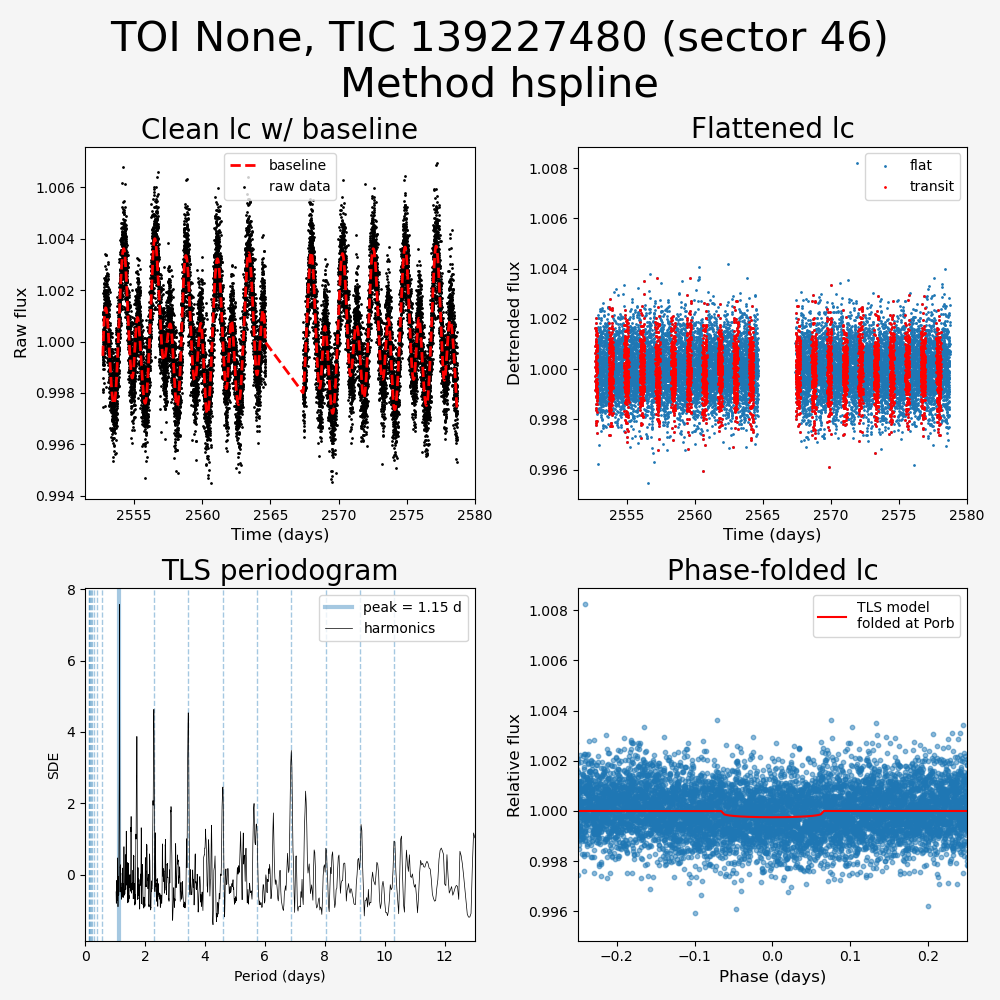 TOI None, TIC 139227480 (sector 46)
Method hspline
Clean lc w/ baseline
baseline
raw data
Raw flux
1.006
1.004
1.002
1.000
0.998
0.996
0.994
2555
2560
2565
2570
2575
2580
Time (days)
Flattened lc
flat
transit
Detrended flux
1.008
1.006
1.004
1.002
1.000
0.998
0.996
2555
2560
2565
2570
2575
2580
Time (days)
TLS periodogram
peak = 1.15 d
harmonics
SDE
8
6
4
2
0
0
2
4
6
8
10
12
Period (days)
Phase-folded lc
TLS model
folded at Porb
Relative flux
1.008
1.006
1.004
1.002
1.000
0.998
0.996
−0.2
−0.1
0.0
0.1
0.2
Phase (days)